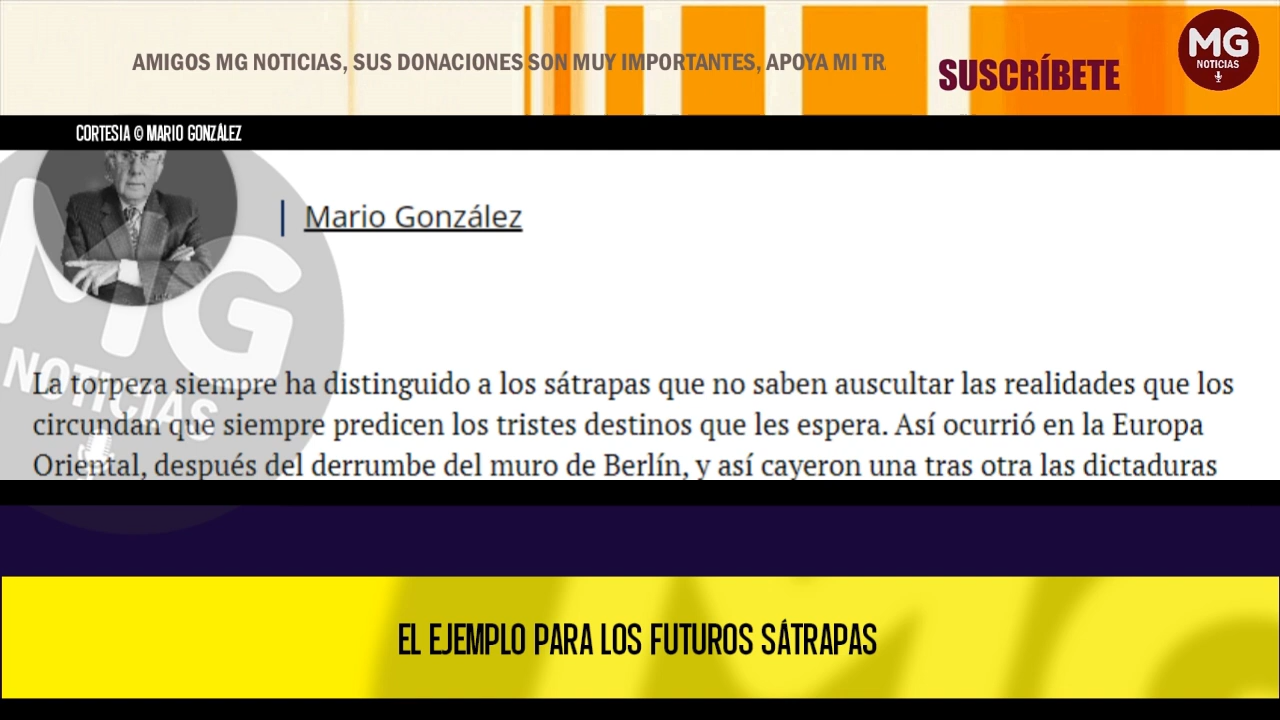 AMIGOS MG NOTICIAS, SUS DONACIONES SON MUY IMPORTANTES, APOYA MI TR
SUSCRÍBETE
MG
NOTICIAS
CORTESIA © MARIO GONZÁLEZ
Mario González
MG
NOTICIAS
La torpeza siempre ha distinguido a los sátrapas que no saben auscultar las realidades que los
circundan que siempre predicen los tristes destinos que les espera. Así ocurrió en la Europa
Oriental, después del derrumbe del muro de Berlín, y así cayeron una tras otra las dictaduras
EL EJEMPLO PARA LOS FUTUROS SÁTRAPAS